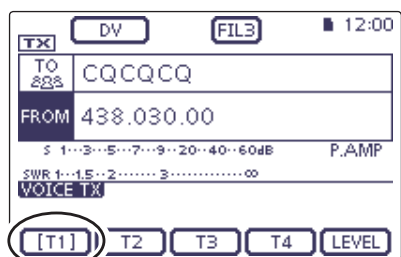 TX DV FIL3 12:00
TO CQCQCQ
FROM 438.030.00
S 1···3···5···7···9··20··40··60dB P.AMP
SWR 1···1.5··2······· 3·············∞
VOICE TX
[T1] T2 T3 T4 LEVEL